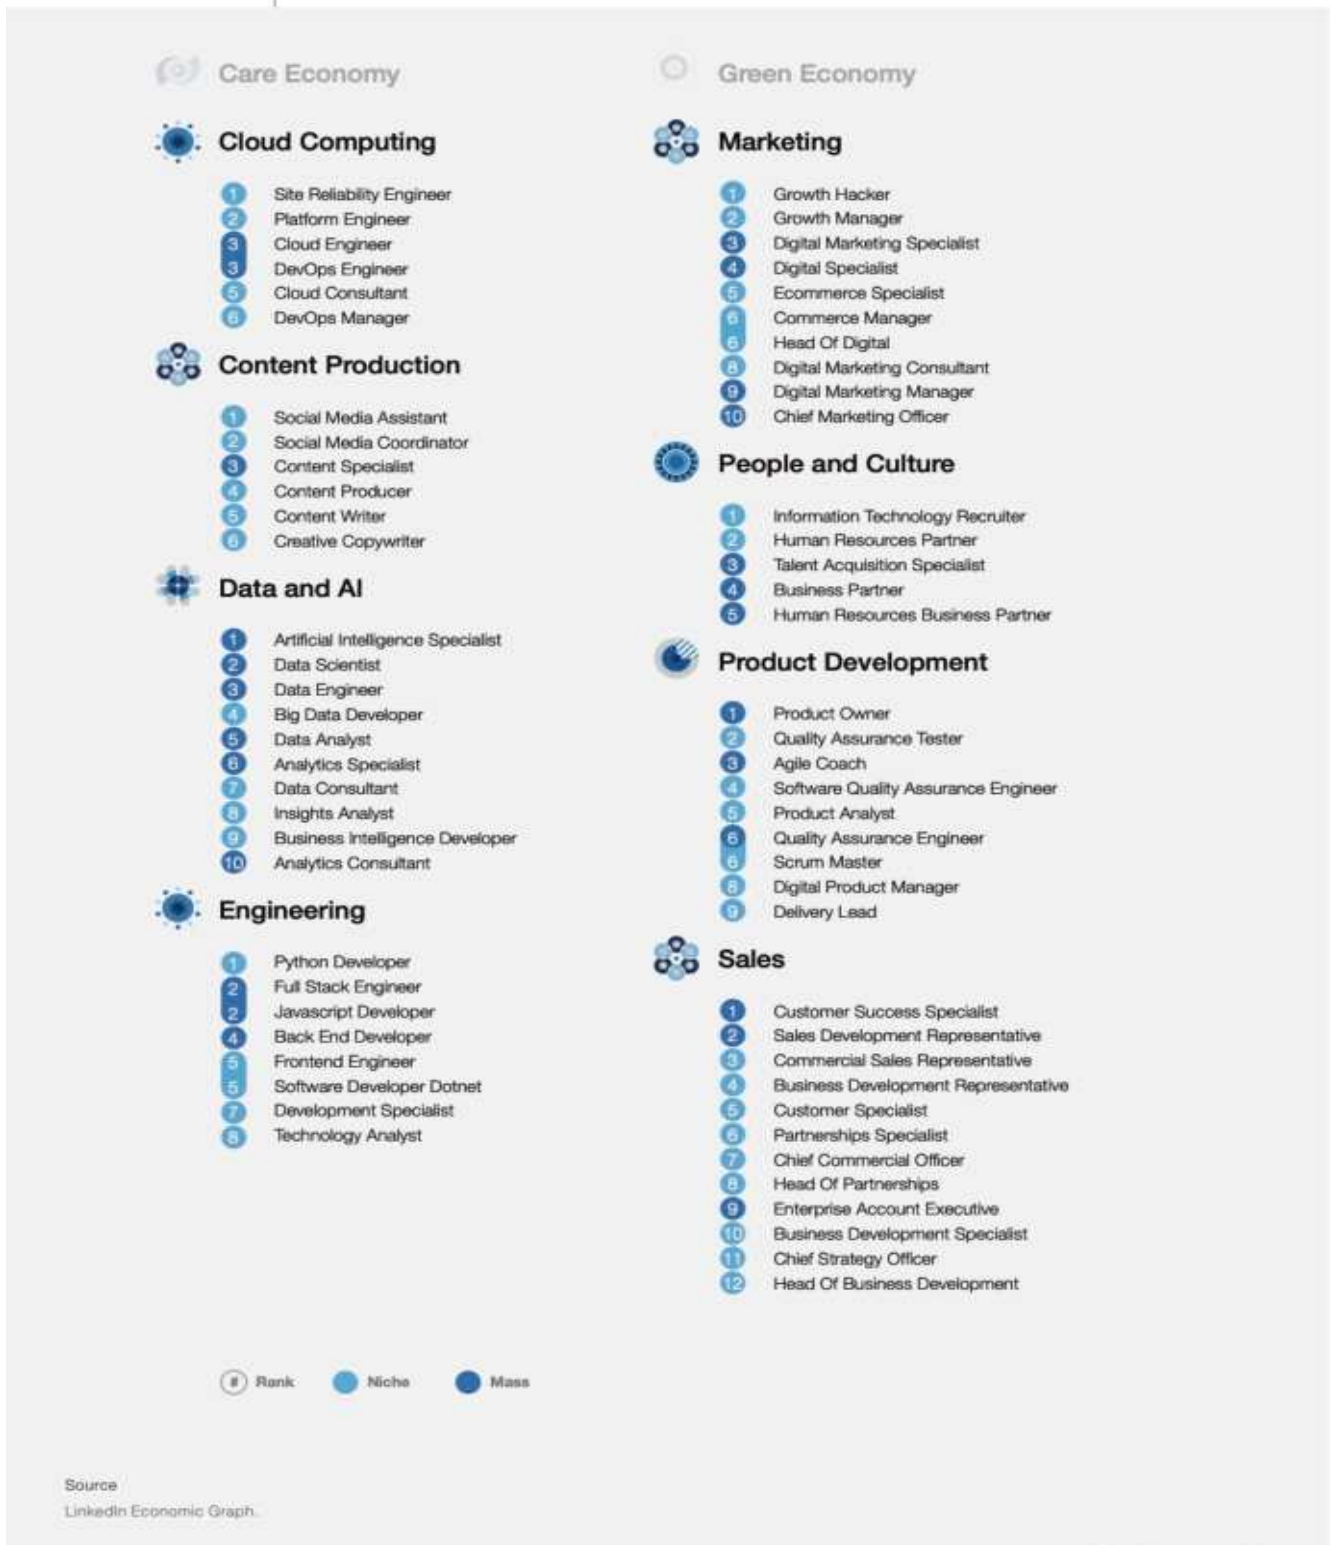 Care Economy
Cloud Computing
1 Site Reliability Engineer
2 Platform Engineer
3 Cloud Engineer
3 DevOps Engineer
5 Cloud Consultant
6 DevOps Manager
Content Production
1 Social Media Assistant
2 Social Media Coordinator
3 Content Specialist
4 Content Producer
5 Content Writer
6 Creative Copywriter
Data and AI
1 Artificial Intelligence Specialist
2 Data Scientist
3 Data Engineer
4 Big Data Developer
5 Data Analyst
6 Analytics Specialist
7 Data Consultant
8 Insights Analyst
9 Business Intelligence Developer
10 Analytics Consultant
Engineering
1 Python Developer
2 Full Stack Engineer
2 Javascript Developer
4 Back End Developer
5 Frontend Engineer
5 Software Developer Dotnet
7 Development Specialist
8 Technology Analyst
Green Economy
Marketing
1 Growth Hacker
2 Growth Manager
3 Digital Marketing Specialist
4 Digital Specialist
5 Ecommerce Specialist
6 Commerce Manager
6 Head Of Digital
8 Digital Marketing Consultant
9 Digital Marketing Manager
10 Chief Marketing Officer
People and Culture
1 Information Technology Recruiter
2 Human Resources Partner
3 Talent Acquisition Specialist
4 Business Partner
5 Human Resources Business Partner
Product Development
1 Product Owner
2 Quality Assurance Tester
3 Agile Coach
4 Software Quality Assurance Engineer
5 Product Analyst
6 Quality Assurance Engineer
6 Scrum Master
8 Digital Product Manager
9 Delivery Lead
Sales
1 Customer Success Specialist
2 Sales Development Representative
3 Commercial Sales Representative
4 Business Development Representative
5 Customer Specialist
6 Partnerships Specialist
7 Chief Commercial Officer
8 Head Of Partnerships
9 Enterprise Account Executive
10 Business Development Specialist
11 Chief Strategy Officer
12 Head Of Business Development
# Rank Niche Mass
Source
LinkedIn Economic Graph.